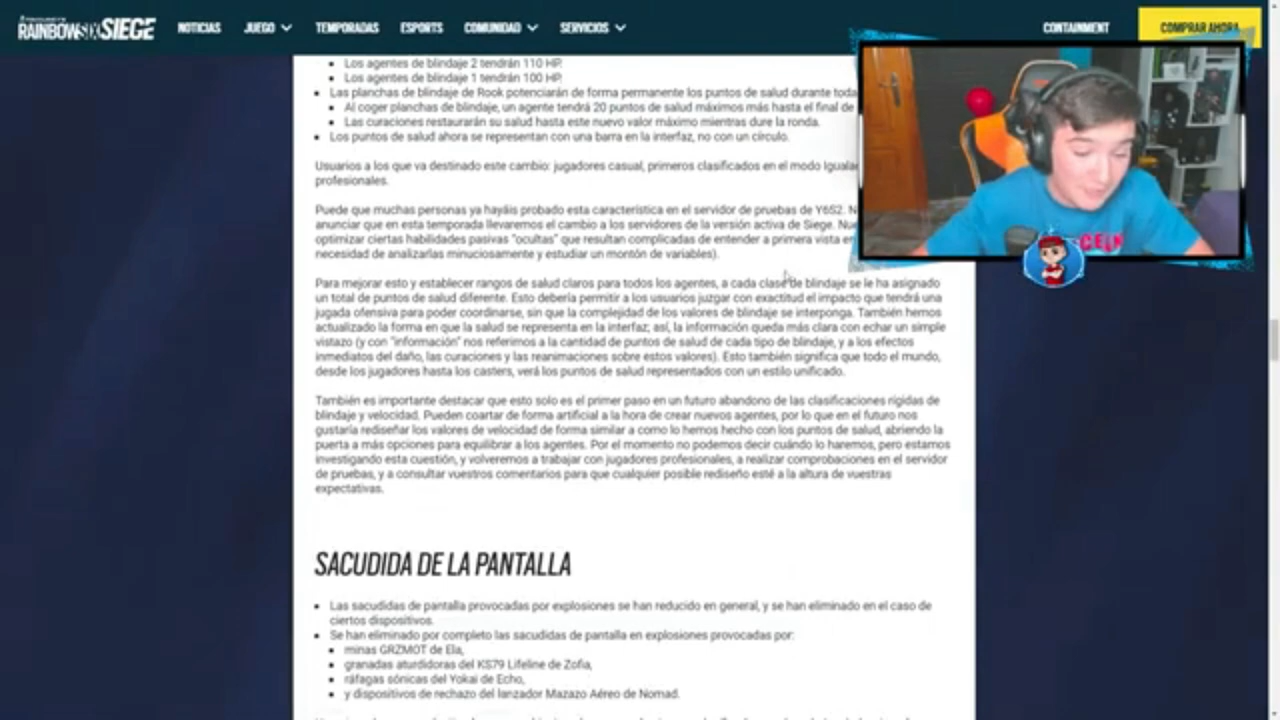 RAINBOWSIX SIEGE
NOTICIAS
JUEGO
TEMPORADAS
ESPORTS
COMUNIDAD
SERVICIOS
CONTAINMENT
COMPRAR AHORA
Los agentes de blindaje 2 tendrán 110 HP.
Los agentes de blindaje 1 tendrán 100 HP.
Las planchas de blindaje de Rook potenciarán de forma permanente los puntos de salud durante toda
Al coger planchas de blindaje, un agente tendrá 20 puntos de salud máximos más hasta el final de
Las curaciones restaurarán su salud hasta este nuevo valor máximo mientras dure la ronda.
Los puntos de salud ahora se representan con una barra en la interfaz, no con un círculo.
Usuarios a los que va destinado este cambio: jugadores casual, primeros clasificados en el modo
profesionales.
Puede que muchas personas ya hayáis probado esta característica en el servidor de pruebas de Y6S2.
anunciar que en esta temporada llevaremos el cambio a los servidores de la versión activa de Siege.
optimizar ciertas habilidades pasivas "ocultas" que resultan complicadas de entender a primera vista
necesidad de analizarlas minuciosamente y estudiar un montón de variables).
Para mejorar esto y establecer rangos de salud claros para todos los agentes, a cada clase de blindaje se le ha asignado
un total de puntos de salud diferente. Esto debería permitir a los usuarios juzgar con exactitud el impacto que tendrá una
jugada ofensiva para poder coordinarse, sin que la complejidad de los valores de blindaje se interponga. También hemos
actualizado la forma en que la salud se representa en la interfaz; así, la información queda más clara con echar un simple
vistazo (y con "información" nos referimos a la cantidad de puntos de salud de cada tipo de blindaje, y a los efectos
inmediatos del daño, las curaciones y las reanimaciones sobre estos valores). Esto también significa que todo el mundo,
desde los jugadores hasta los casters, verá los puntos de salud representados con un estilo unificado.
También es importante destacar que esto solo es el primer paso en un futuro abandono de las clasificaciones rígidas de
blindaje y velocidad. Pueden coartar de forma artificial a la hora de crear nuevos agentes, por lo que en el futuro nos
gustaría rediseñar los valores de velocidad de forma similar a como lo hemos hecho con los puntos de salud, abriendo la
puerta a más opciones para equilibrar a los agentes. Por el momento no podemos decir cuándo lo haremos, pero estamos
investigando esta cuestión, y volveremos a trabajar con jugadores profesionales, a realizar comprobaciones en el servidor
de pruebas, y a consultar vuestros comentarios para que cualquier posible rediseño esté a la altura de vuestras
expectativas.
SACUDIDA DE LA PANTALLA
Las sacudidas de pantalla provocadas por explosiones se han reducido en general, y se han eliminado en el caso de
ciertos dispositivos.
Se han eliminado por completo las sacudidas de pantalla en explosiones provocadas por:
minas GRZMOT de Ela,
granadas aturdidoras del KS79 Lifeline de Zofia,
ráfagas sónicas del Yokai de Echo,
y dispositivos de rechazo del lanzador Mazazo Aéreo de Nomad.